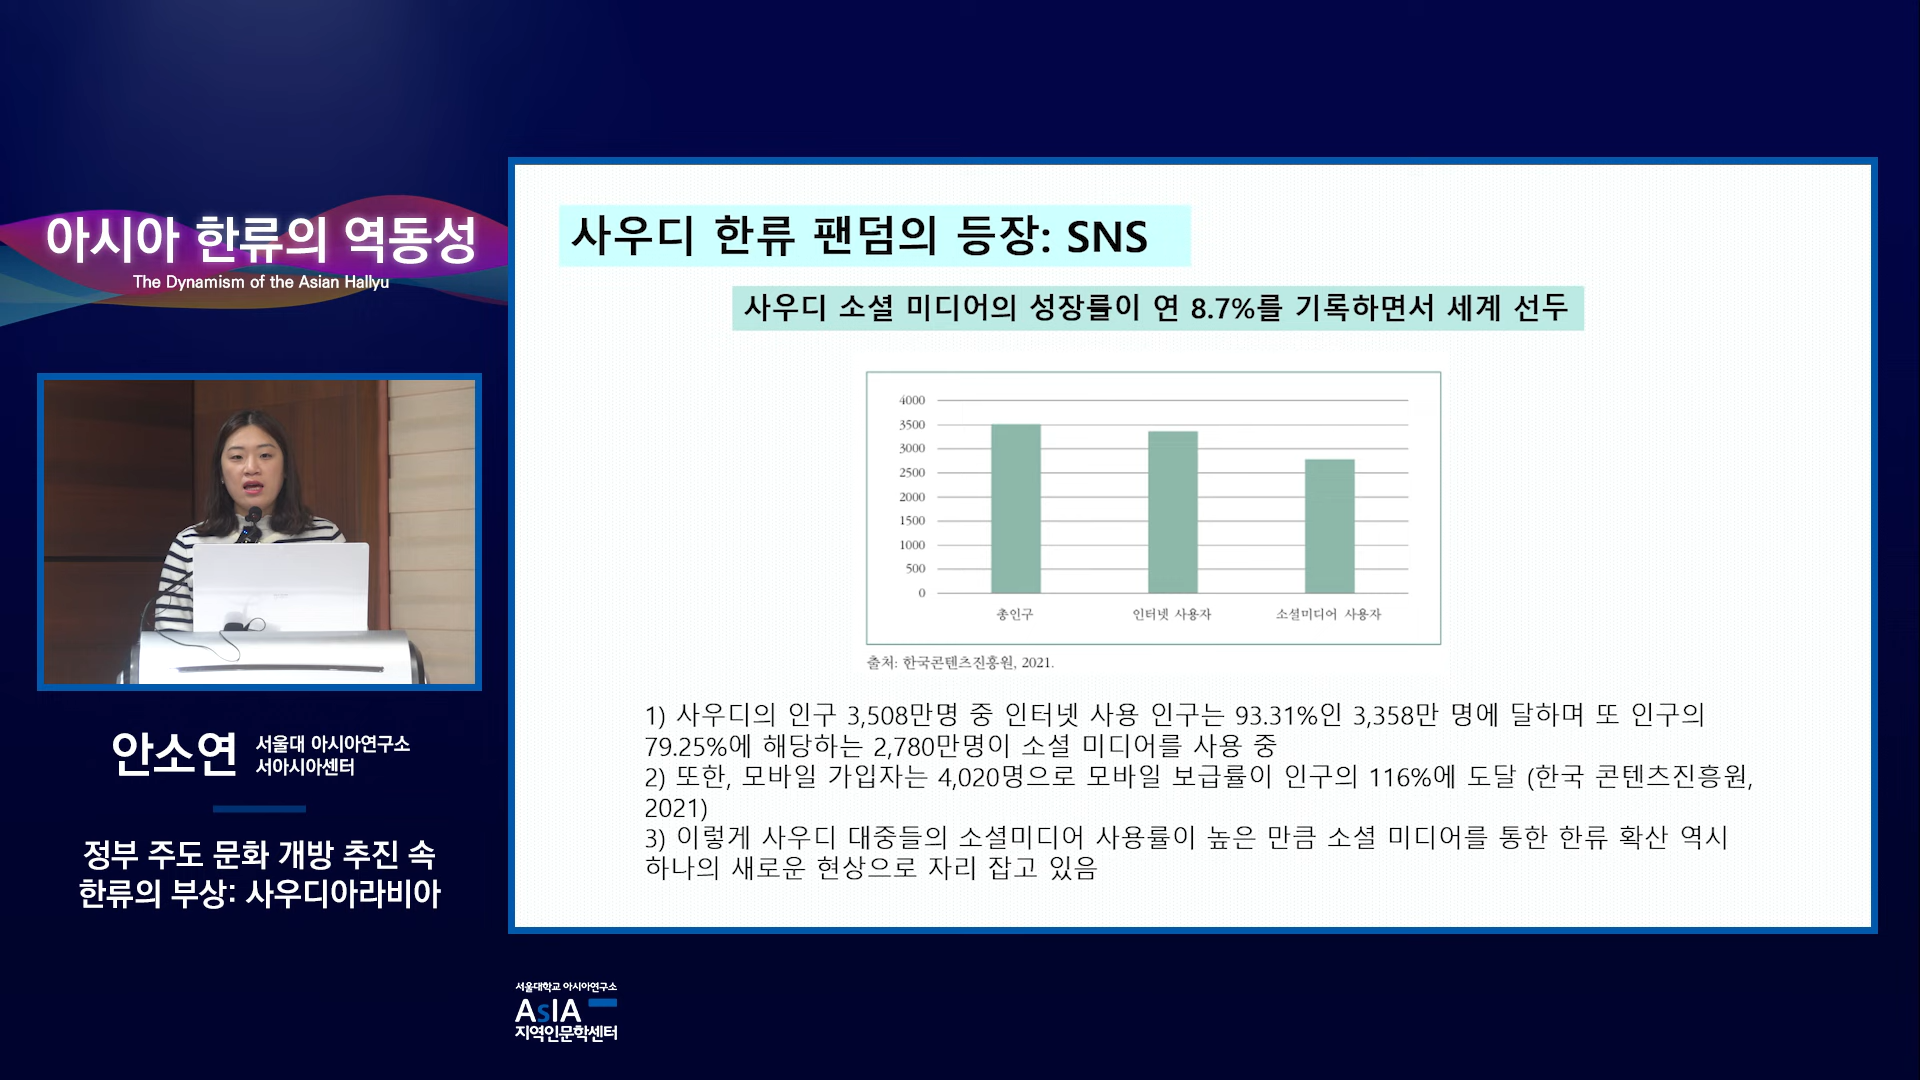 아시아 한류의 역동성
The Dynamism of the Asian Hallyu
안소연
서울대 아시아연구소
서아시아센터
정부 주도 문화 개방 추진 속
한류의 부상: 사우디아라비아
사우디 한류 팬덤의 등장: SNS
사우디 소셜 미디어의 성장률이 연 8.7%를 기록하면서 세계 선두
4000
3500
3000
2500
2000
1500
1000
500
0
총인구
인터넷 사용자
소셜미디어 사용자
출처: 한국콘텐츠진흥원, 2021.
1) 사우디의 인구 3,508만명 중 인터넷 사용 인구는 93.31%인 3,358만 명에 달하며 또 인구의
79.25%에 해당하는 2,780만명이 소셜 미디어를 사용 중
2) 또한, 모바일 가입자는 4,020명으로 모바일 보급률이 인구의 116%에 도달 (한국 콘텐츠진흥원,
2021)
3) 이렇게 사우디 대중들의 소셜미디어 사용률이 높은 만큼 소셜 미디어를 통한 한류 확산 역시
하나의 새로운 현상으로 자리 잡고 있음
서울대학교 아시아연구소
AsIA
지역인문학센터